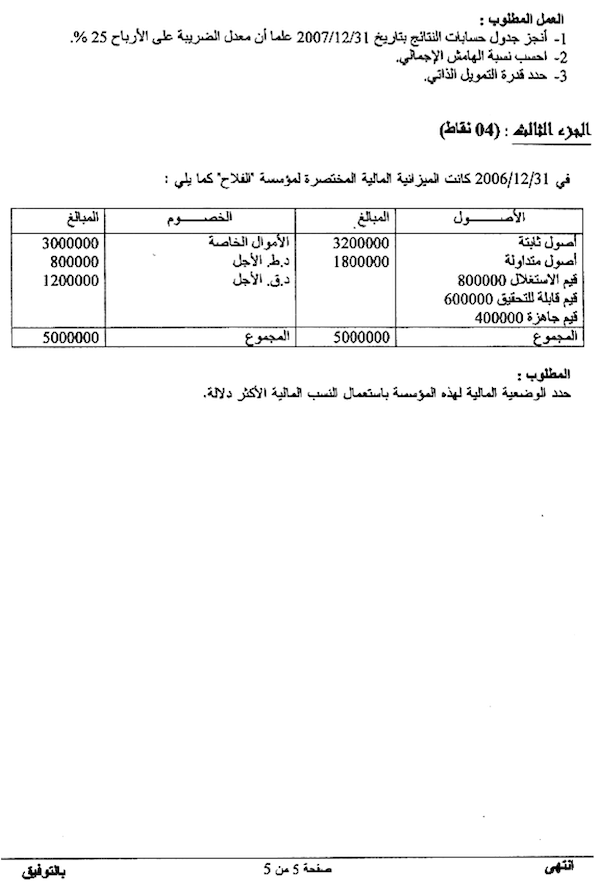 العمل المطلوب :
1- أنجز جدول حسابات النتائج بتاريخ 2007/12/31 علما أن معدل الضريبة على الأرباح 25 %.
2- احسب نسبة الهامش الإجمالي.
3- حدد قدرة التمويل الذاتي.
الجزء الثالث : (04 نقاط)
في 2006/12/31 كانت الميزانية المالية المختصرة لمؤسسة "الفلاح" كما يلي :
الأصــــــول المبالغ الخصـــــوم المبالغ
أصول ثابتة 3200000 الأموال الخاصة 3000000
أصول متداولة 1800000 د.ط. الأجل 800000
قيم الاستغلال 800000 د.ق. الأجل 1200000
قيم قابلة للتحقيق 600000
قيم جاهزة 400000
المجموع 5000000 المجموع 5000000
المطلوب :
حدد الوضعية المالية لهذه المؤسسة باستعمال النسب المالية الأكثر دلالة.
انتهى صفحة 5 من 5 بالتوفيق